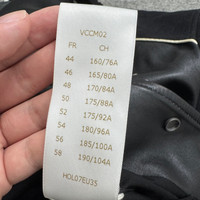 VCCM02
FR CH
44 160/76A
46 165/80A
48 170/84A
50 175/88A
52 175/92A
54 180/96A
56 185/100A
58 190/104A
HOL07EU35